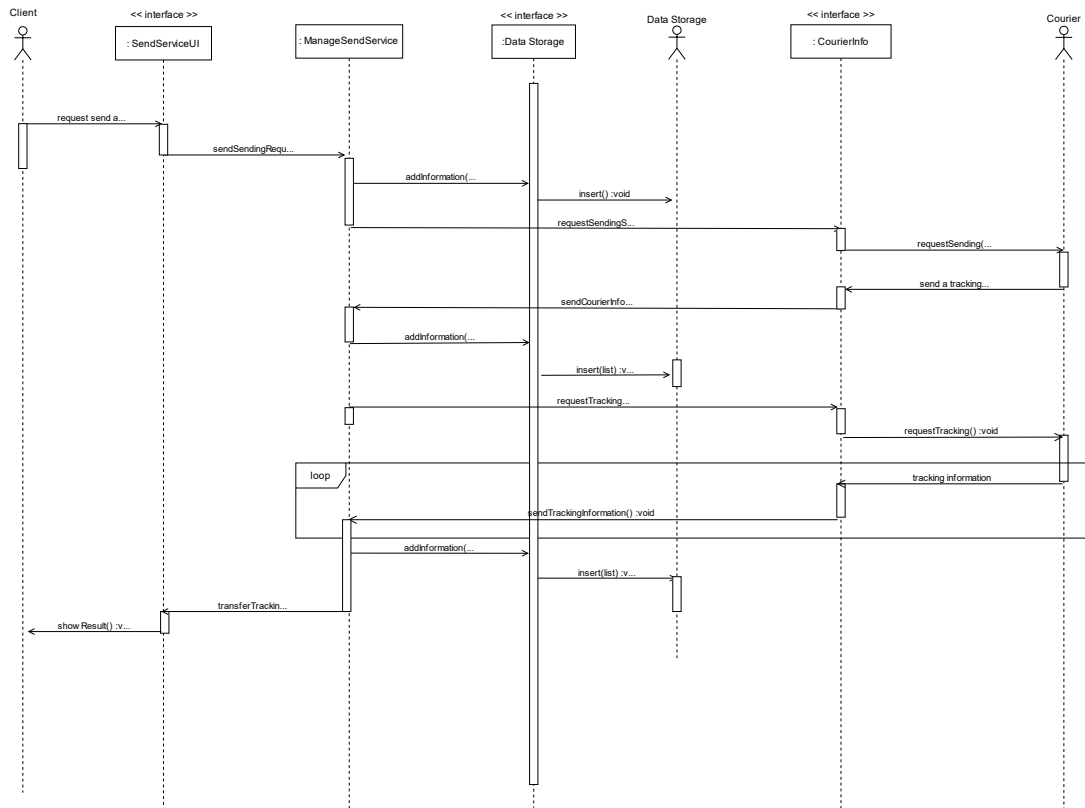 Client
<< interface >>
<< interface >>
Data Storage
<< interface >>
Courier
: SendServiceUI
: ManageSendService
:Data Storage
: CourierInfo
request send a...
sendSendingRequ...
addInformation(...
insert() :void
requestSendingS...
requestSending(...
send a tracking...
sendCourierInfo...
addInformation(...
insert(list) :v...
requestTracking...
requestTracking() :void
loop
tracking information
sendTrackingInformation() :void
addInformation(...
insert(list) :v...
transferTrackin...
show Result() :v...